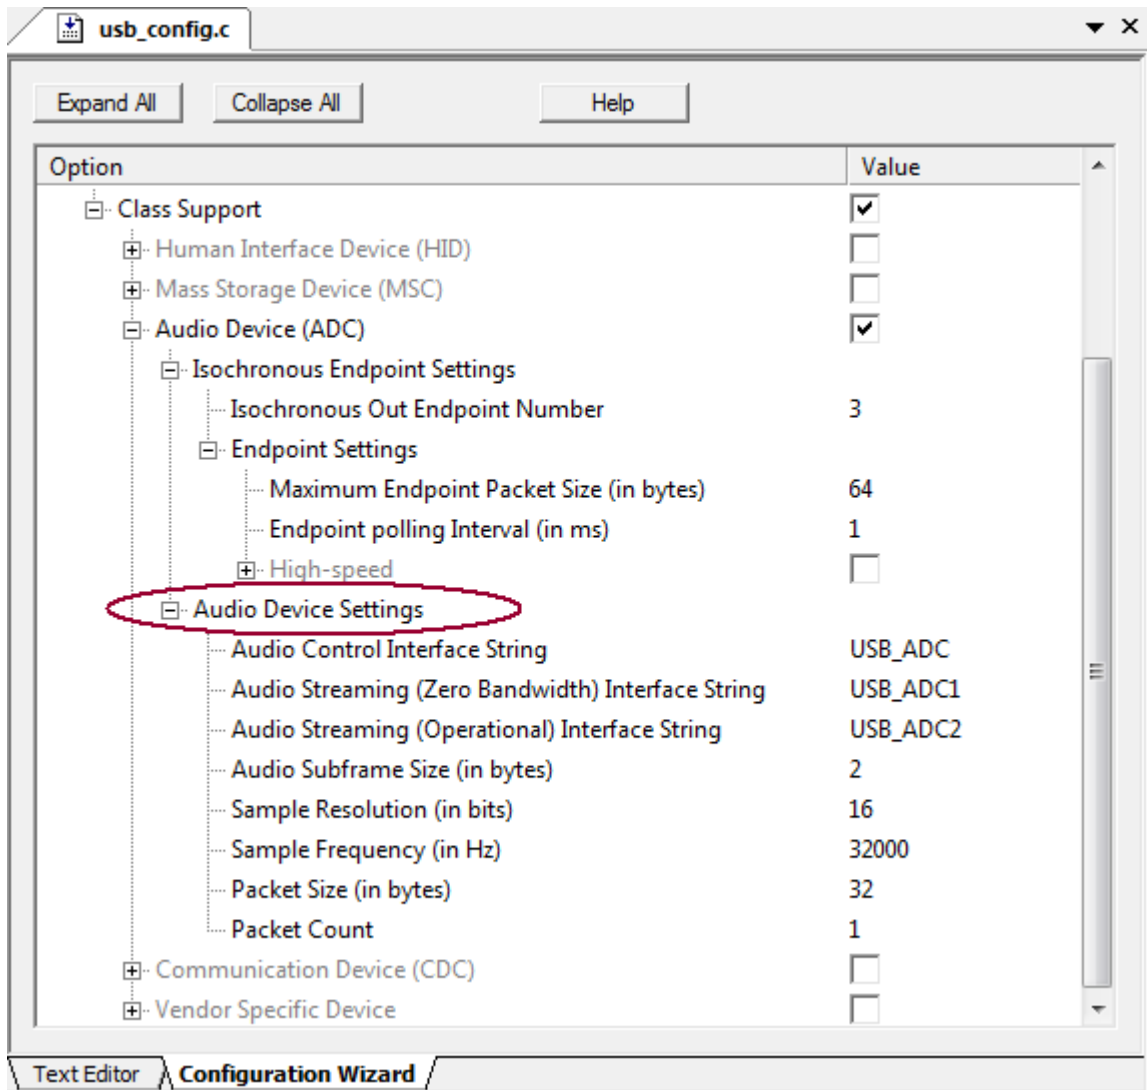 usb_config.c
Expand All Collapse All Help
Option Value
Class Support
Human Interface Device (HID)
Mass Storage Device (MSC)
Audio Device (ADC)
Isochronous Endpoint Settings
Isochronous Out Endpoint Number 3
Endpoint Settings
Maximum Endpoint Packet Size (in bytes) 64
Endpoint polling Interval (in ms) 1
High-speed
Audio Device Settings
Audio Control Interface String USB_ADC
Audio Streaming (Zero Bandwidth) Interface String USB_ADC1
Audio Streaming (Operational) Interface String USB_ADC2
Audio Subframe Size (in bytes) 2
Sample Resolution (in bits) 16
Sample Frequency (in Hz) 32000
Packet Size (in bytes) 32
Packet Count 1
Communication Device (CDC)
Vendor Specific Device
Text Editor Configuration Wizard